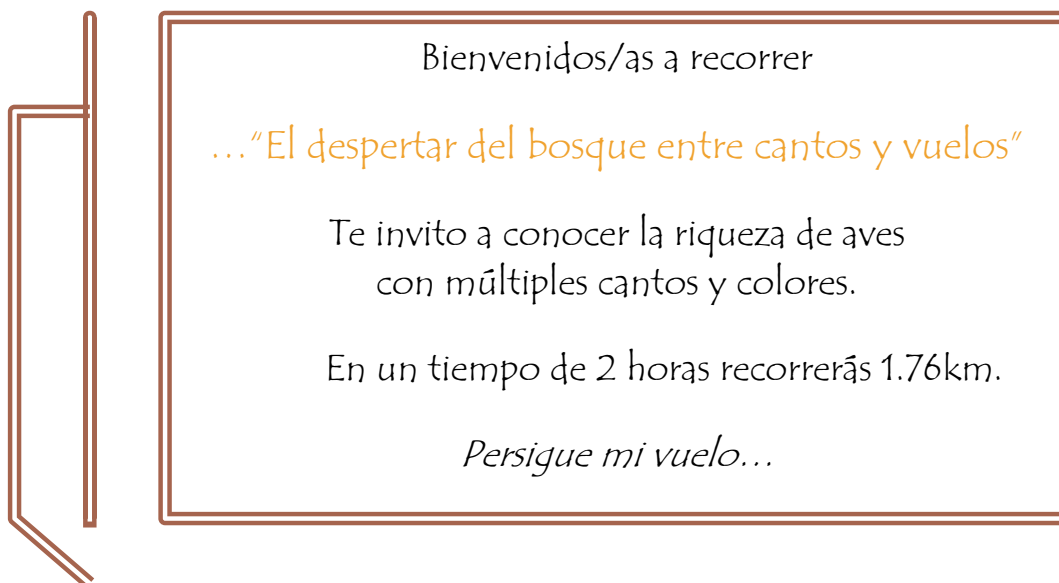 Bienvenidos/as a recorrer
…“El despertar del bosque entre cantos y vuelos”
Te invito a conocer la riqueza de aves
con múltiples cantos y colores.
En un tiempo de 2 horas recorrerás 1.76km.
Persigue mi vuelo…